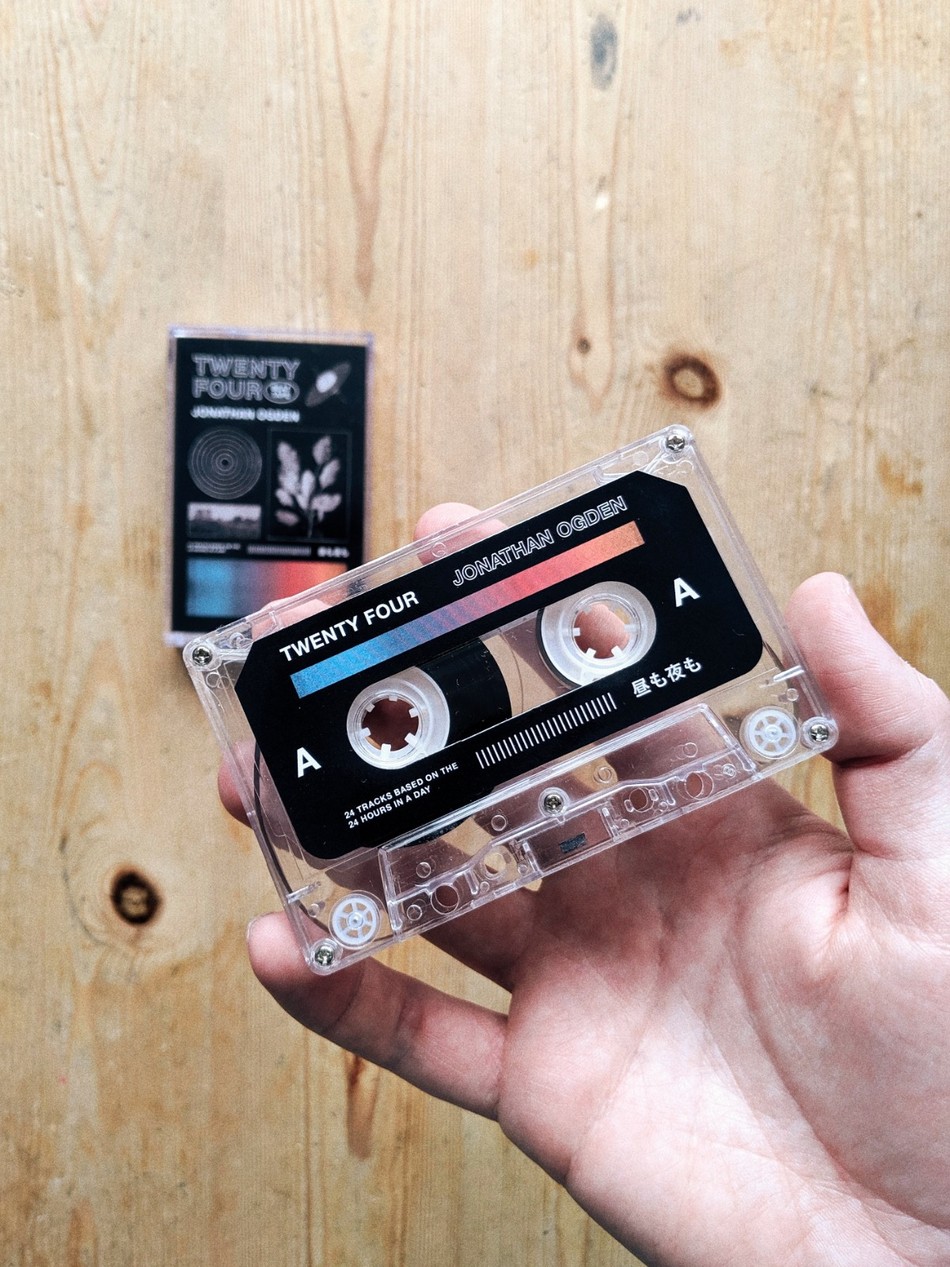 TWENTY
FOUR
JONATHAN OGDEN
TWENTY FOUR
JONATHAN OGDEN
A
A
24 TRACKS BASED ON THE
24 HOURS IN A DAY
昼も夜も